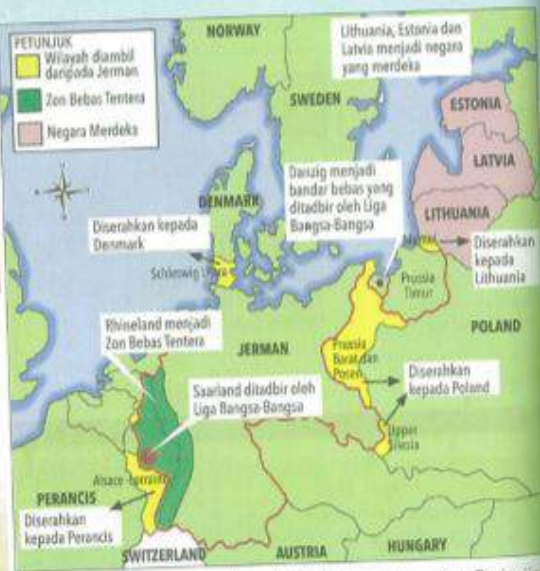 PETUNJUK
Wilayah diambil
daripada Jerman
Zon Bebas Tentera
Negara Merdeka
NORWAY
Lithuania, Estonia dan
Latvia menjadi negara
yang merdeka
SWEDEN
ESTONIA
LATVIA
LITHUANIA
Danzig menjadi
bandar bebas yang
ditadbir oleh Liga
Bangsa-Bangsa
DENMARK
Diserahkan kepada
Denmark
Schleswig Utara
Memel
Diserahkan
kepada
Lithuania
Prussia
Timur
POLAND
Rhineland menjadi
Zon Bebas Tentera
JERMAN
Prussia
Barat dan
Posen
Diserahkan
kepada Poland
Saarland ditadbir oleh
Liga Bangsa-Bangsa
Upper
Silesia
Alsace-Lorraine
PERANCIS
Diserahkan
kepada Perancis
SWITZERLAND
AUSTRIA
HUNGARY